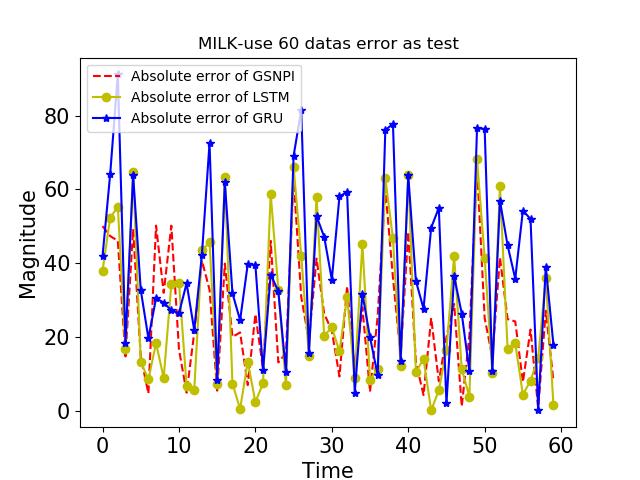 MILK-use 60 datas error as test
Absolute error of GSNPI
Absolute error of LSTM
Absolute error of GRU
Magnitude
80
60
40
20
0
0 10 20 30 40 50 60
Time